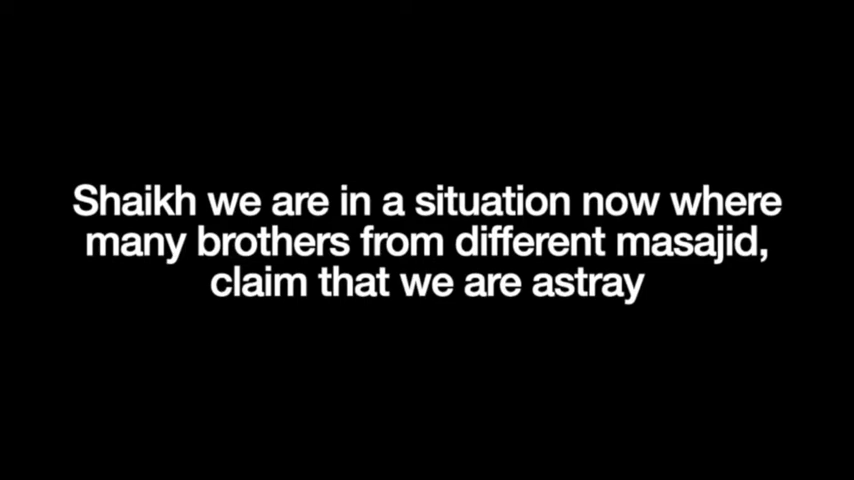 Shaikh we are in a situation now where
many brothers from different masajid,
claim that we are astray